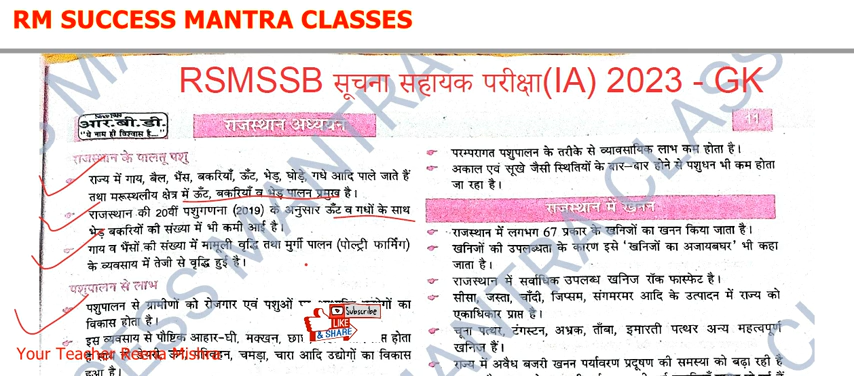 RM SUCCESS MANTRA CLASSES
RSMSSB सूचना सहायक परीक्षा(IA) 2023 - GK
आर.बी.डी.
"ये नाम ही विश्वास है..."
राजस्थान अध्ययन
11
राजस्थान के पालतू पशु
राज्य में गाय, बैल, भैंस, बकरियाँ, ऊँट, भेड़, घोड़े, गधे आदि पाले जाते हैं
तथा मरूस्थलीय क्षेत्र में ऊँट, बकरियाँ व भेड़ पालन प्रमुख है।
राजस्थान की 20वीं पशुगणना (2019) के अनुसार ऊँट व गधों के साथ
भेड़ बकरियों की संख्या में भी कमी आई है।
गाय व भैंसों की संख्या में मामूली वृद्धि तथा मुर्गी पालन (पोल्ट्री फार्मिंग)
के व्यवसाय में तेजी से वृद्धि हुई है।
पशुपालन से लाभ
पशुपालन से ग्रामीणों को रोजगार एवं पशुओं का
विकास होता है।
इस व्यवसाय से पौष्टिक आहार-घी, मक्खन, होता
चमड़ा, चारा आदि उद्योगों का विकास
हुआ है।
परम्परागत पशुपालन के तरीके से व्यावसायिक लाभ कम होता है।
अकाल एवं सूखे जैसी स्थितियों के बार-बार होने से पशुधन भी कम होता
जा रहा है।
राजस्थान में खनन
राजस्थान में लगभग 67 प्रकार के खनिजों का खनन किया जाता है।
खनिजों की उपलब्धता के कारण इसे 'खनिजों का अजायबघर' भी कहा
जाता है।
राजस्थान में सर्वाधिक उपलब्ध खनिज रॉक फास्फेट है।
सीसा, जस्ता, चाँदी, जिप्सम, संगमरमर आदि के उत्पादन में राज्य को
एकाधिकार प्राप्त है।
चूना पत्थर, टंगस्टन, अभ्रक, ताँबा, इमारती पत्थर अन्य महत्वपूर्ण
खनिज हैं।
राज्य में अवैध बजरी खनन पर्यावरण प्रदूषण की समस्या को बढ़ा रही है
Subscribe
LIKE
& SHARE
Your Teacher Reena Mishra